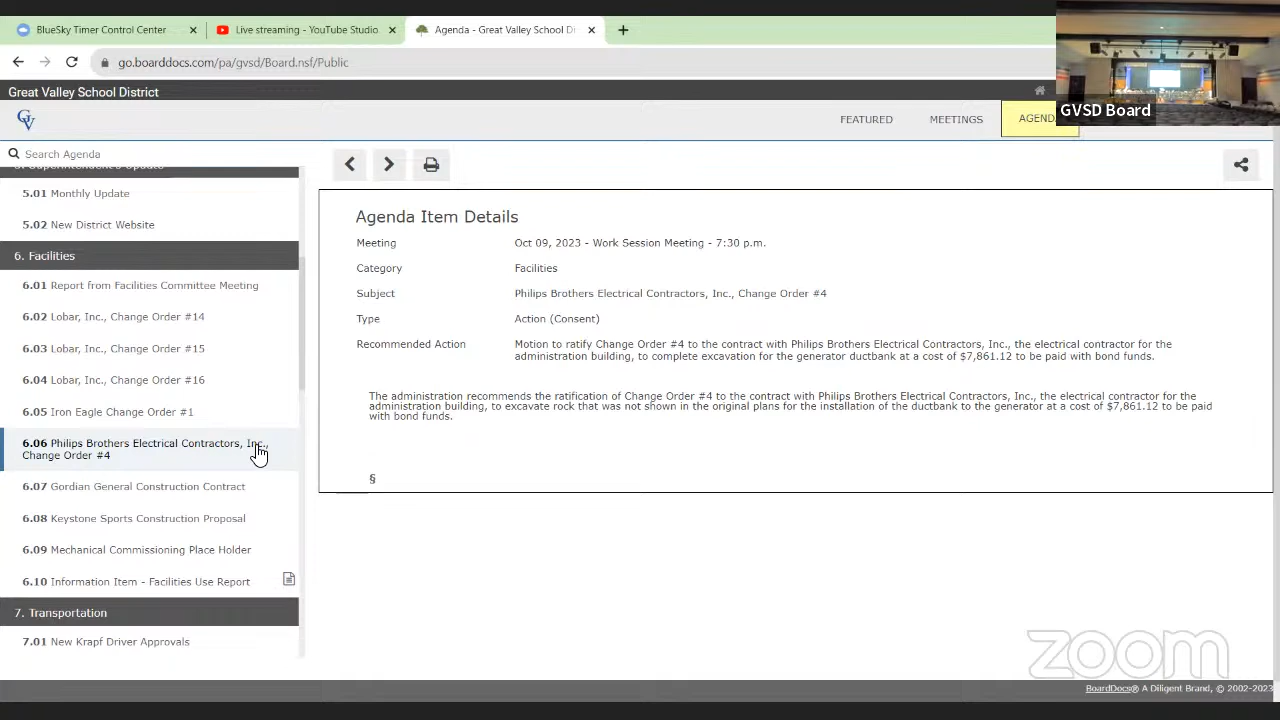 BlueSky Timer Control Center
Live streaming - YouTube Studio
Agenda - Great Valley School Di
go.boarddocs.com/pa/gvsd/Board.nsf/Public
Great Valley School District
GV
FEATURED
MEETINGS
AGENDA
GVSD Board
Search Agenda
5. Superintendent's Update
5.01 Monthly Update
5.02 New District Website
6. Facilities
6.01 Report from Facilities Committee Meeting
6.02 Lobar, Inc., Change Order #14
6.03 Lobar, Inc., Change Order #15
6.04 Lobar, Inc., Change Order #16
6.05 Iron Eagle Change Order #1
6.06 Philips Brothers Electrical Contractors, Inc.,
Change Order #4
6.07 Gordian General Construction Contract
6.08 Keystone Sports Construction Proposal
6.09 Mechanical Commissioning Place Holder
6.10 Information Item - Facilities Use Report
7. Transportation
7.01 New Krapf Driver Approvals
Agenda Item Details
Meeting Oct 09, 2023 - Work Session Meeting - 7:30 p.m.
Category Facilities
Subject Philips Brothers Electrical Contractors, Inc., Change Order #4
Type Action (Consent)
Recommended Action Motion to ratify Change Order #4 to the contract with Philips Brothers Electrical Contractors, Inc., the electrical contractor for the
administration building, to complete excavation for the generator ductbank at a cost of $7,861.12 to be paid with bond funds.
The administration recommends the ratification of Change Order #4 to the contract with Philips Brothers Electrical Contractors, Inc., the electrical contractor for the
administration building, to excavate rock that was not shown in the original plans for the installation of the ductbank to the generator at a cost of $7,861.12 to be paid
with bond funds.
§
zoom
BoardDocs® A Diligent Brand, © 2002-2023